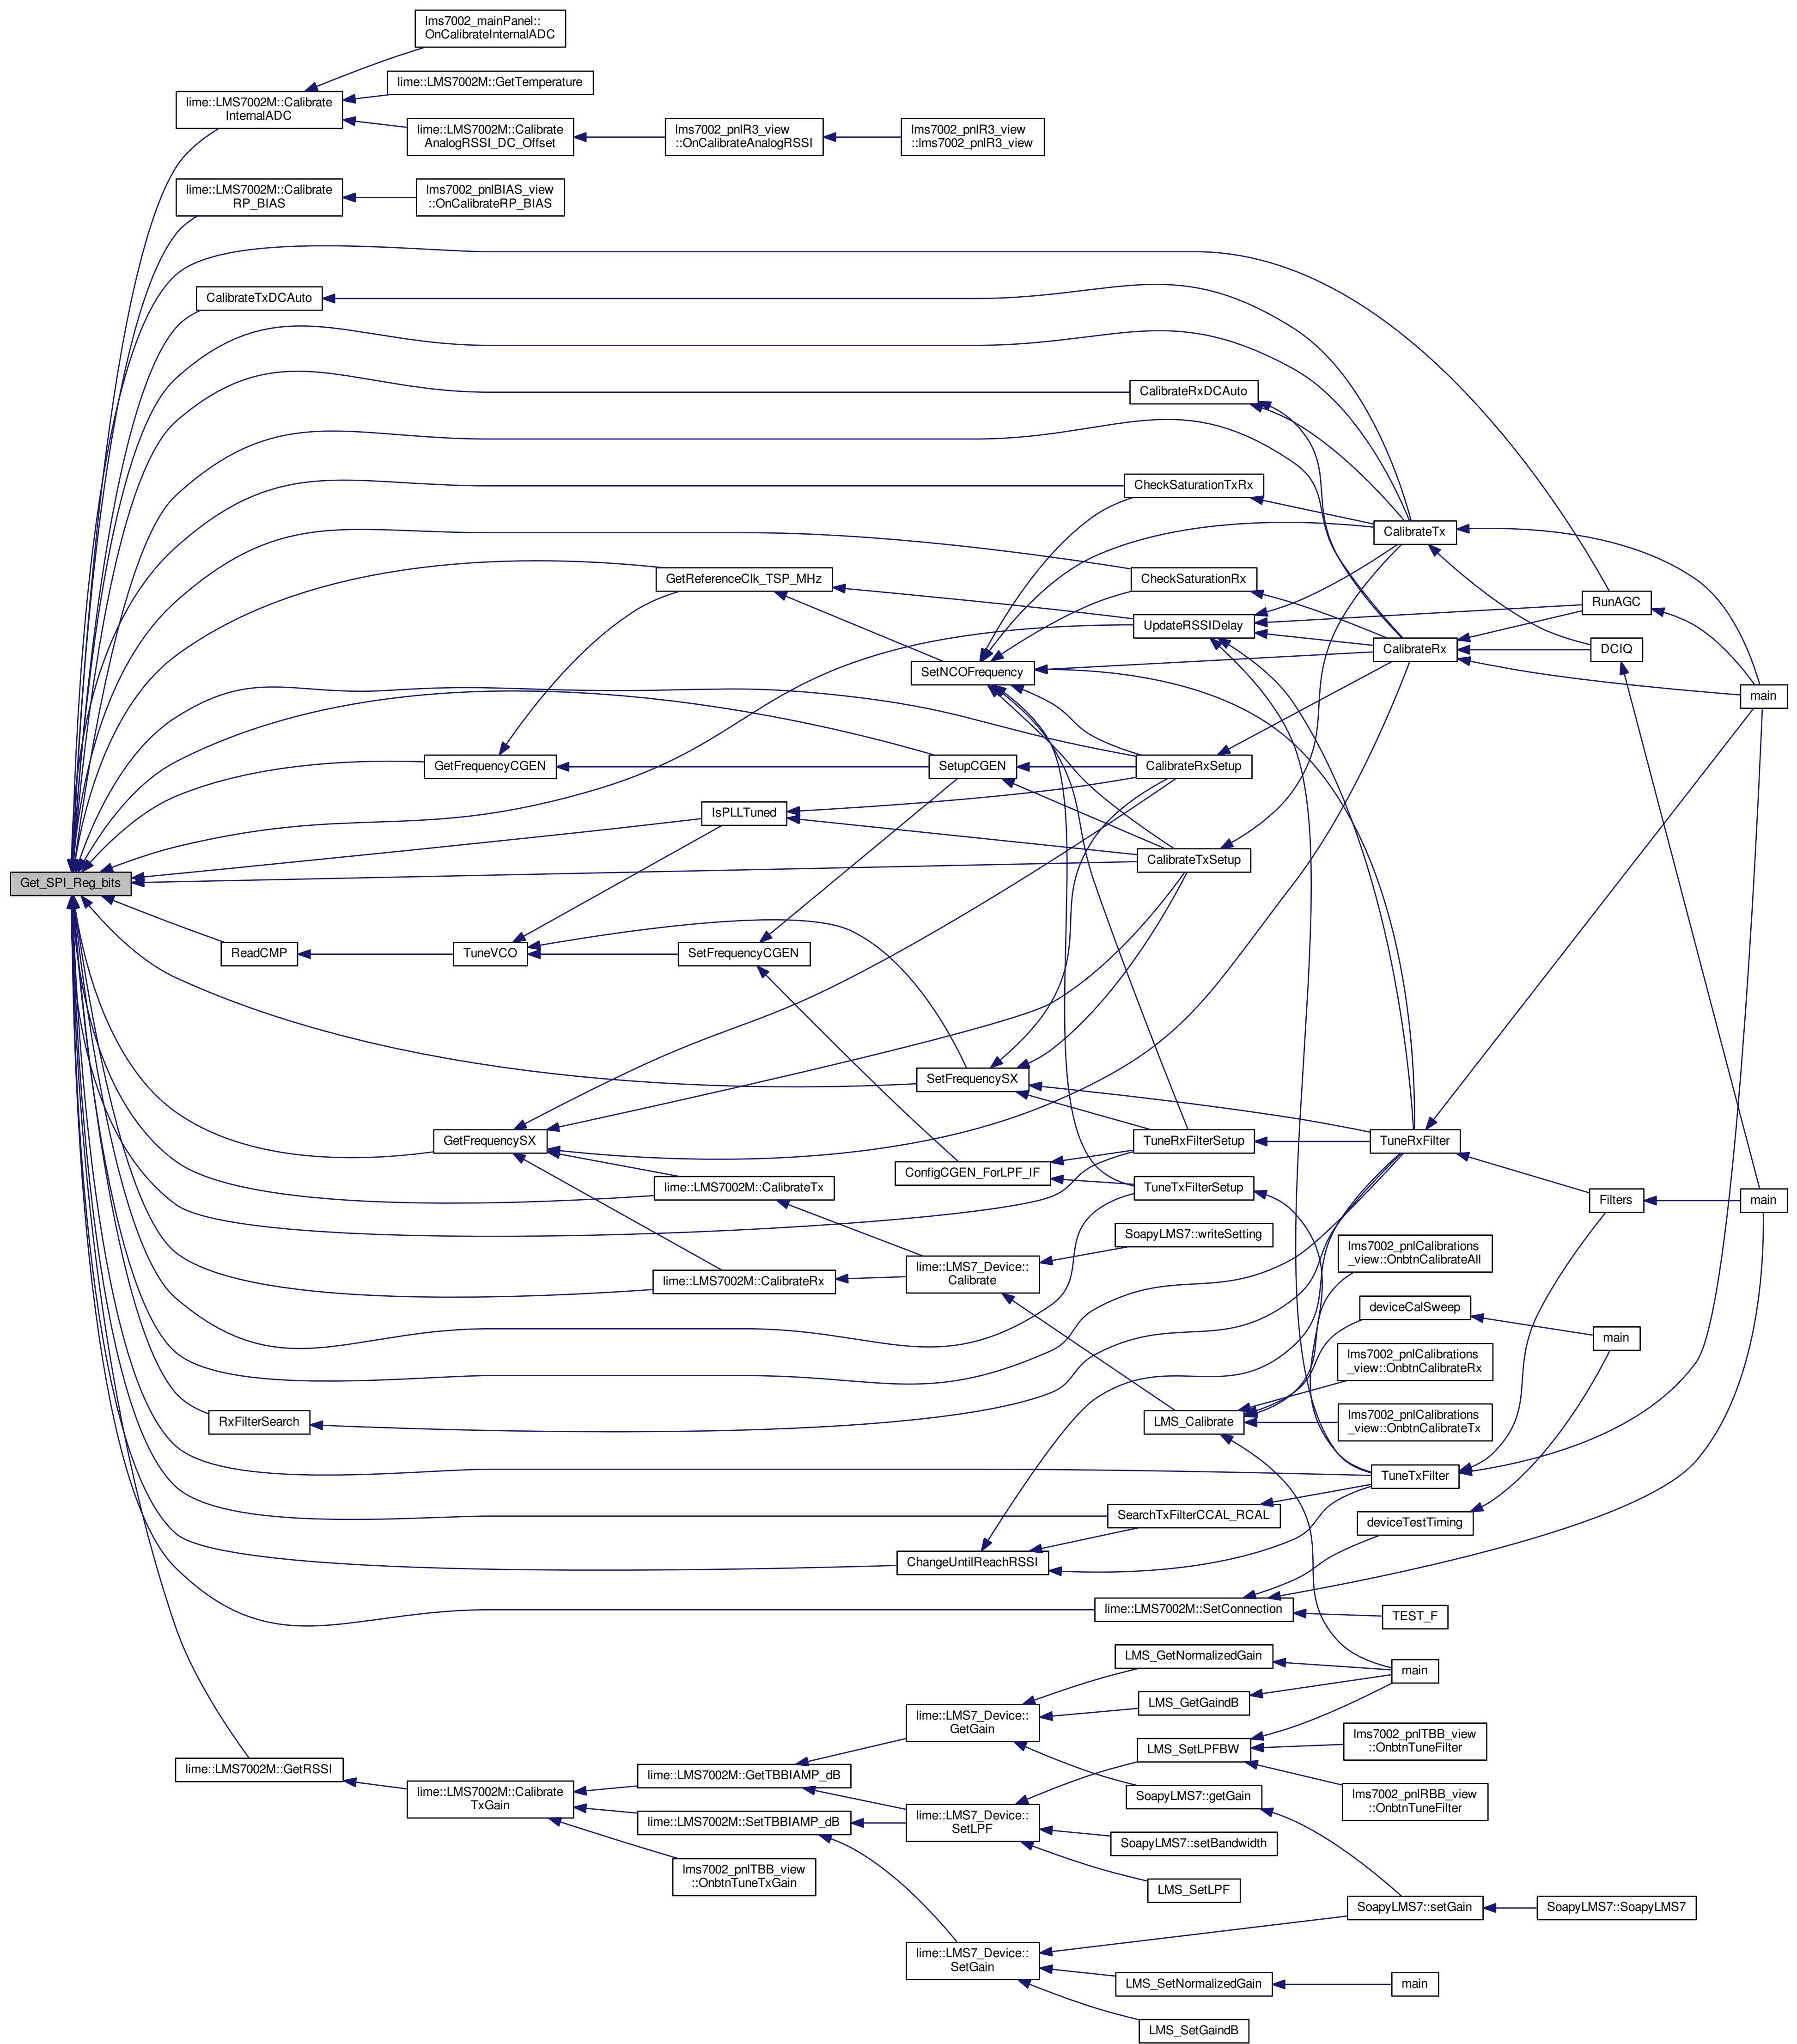 lms7002_mainPanel::
OnCalibrateInternalADC
lime::LMS7002M::GetTemperature
lime::LMS7002M::Calibrate
InternalADC
lime::LMS7002M::Calibrate
AnalogRSSI_DC_Offset
lms7002_pnlR3_view
::OnCalibrateAnalogRSSI
lms7002_pnlR3_view
::lms7002_pnlR3_view
lime::LMS7002M::Calibrate
RP_BIAS
lms7002_pnlBIAS_view
::OnCalibrateRP_BIAS
CalibrateTxDCAuto
CalibrateRxDCAuto
CheckSaturationTxRx
CalibrateTx
GetReferenceClk_TSP_MHz
CheckSaturationRx
RunAGC
UpdateRSSIDelay
CalibrateRx
DCIQ
SetNCOFrequency
main
GetFrequencyCGEN
SetupCGEN
CalibrateRxSetup
IsPLLTuned
CalibrateTxSetup
Get_SPI_Reg_bits
ReadCMP
TuneVCO
SetFrequencyCGEN
SetFrequencySX
GetFrequencySX
TuneRxFilterSetup
TuneRxFilter
ConfigCGEN_ForLPF_IF
lime::LMS7002M::CalibrateTx
TuneTxFilterSetup
Filters
main
SoapyLMS7::writeSetting
lms7002_pnlCalibrations
_view::OnbtnCalibrateAll
lime::LMS7_Device::
Calibrate
lime::LMS7002M::CalibrateRx
deviceCalSweep
main
lms7002_pnlCalibrations
_view::OnbtnCalibrateRx
RxFilterSearch
LMS_Calibrate
lms7002_pnlCalibrations
_view::OnbtnCalibrateTx
TuneTxFilter
SearchTxFilterCCAL_RCAL
deviceTestTiming
ChangeUntilReachRSSI
lime::LMS7002M::SetConnection
TEST_F
LMS_GetNormalizedGain
main
LMS_GetGaindB
lime::LMS7_Device::
GetGain
lms7002_pnlTBB_view
::OnbtnTuneFilter
LMS_SetLPFBW
lime::LMS7002M::GetRSSI
lime::LMS7002M::GetTBBIAMP_dB
lime::LMS7002M::Calibrate
TxGain
SoapyLMS7::getGain
lms7002_pnlRBB_view
::OnbtnTuneFilter
lime::LMS7002M::SetTBBIAMP_dB
lime::LMS7_Device::
SetLPF
SoapyLMS7::setBandwidth
lms7002_pnlTBB_view
::OnbtnTuneTxGain
LMS_SetLPF
SoapyLMS7::setGain
SoapyLMS7::SoapyLMS7
lime::LMS7_Device::
SetGain
LMS_SetNormalizedGain
main
LMS_SetGaindB